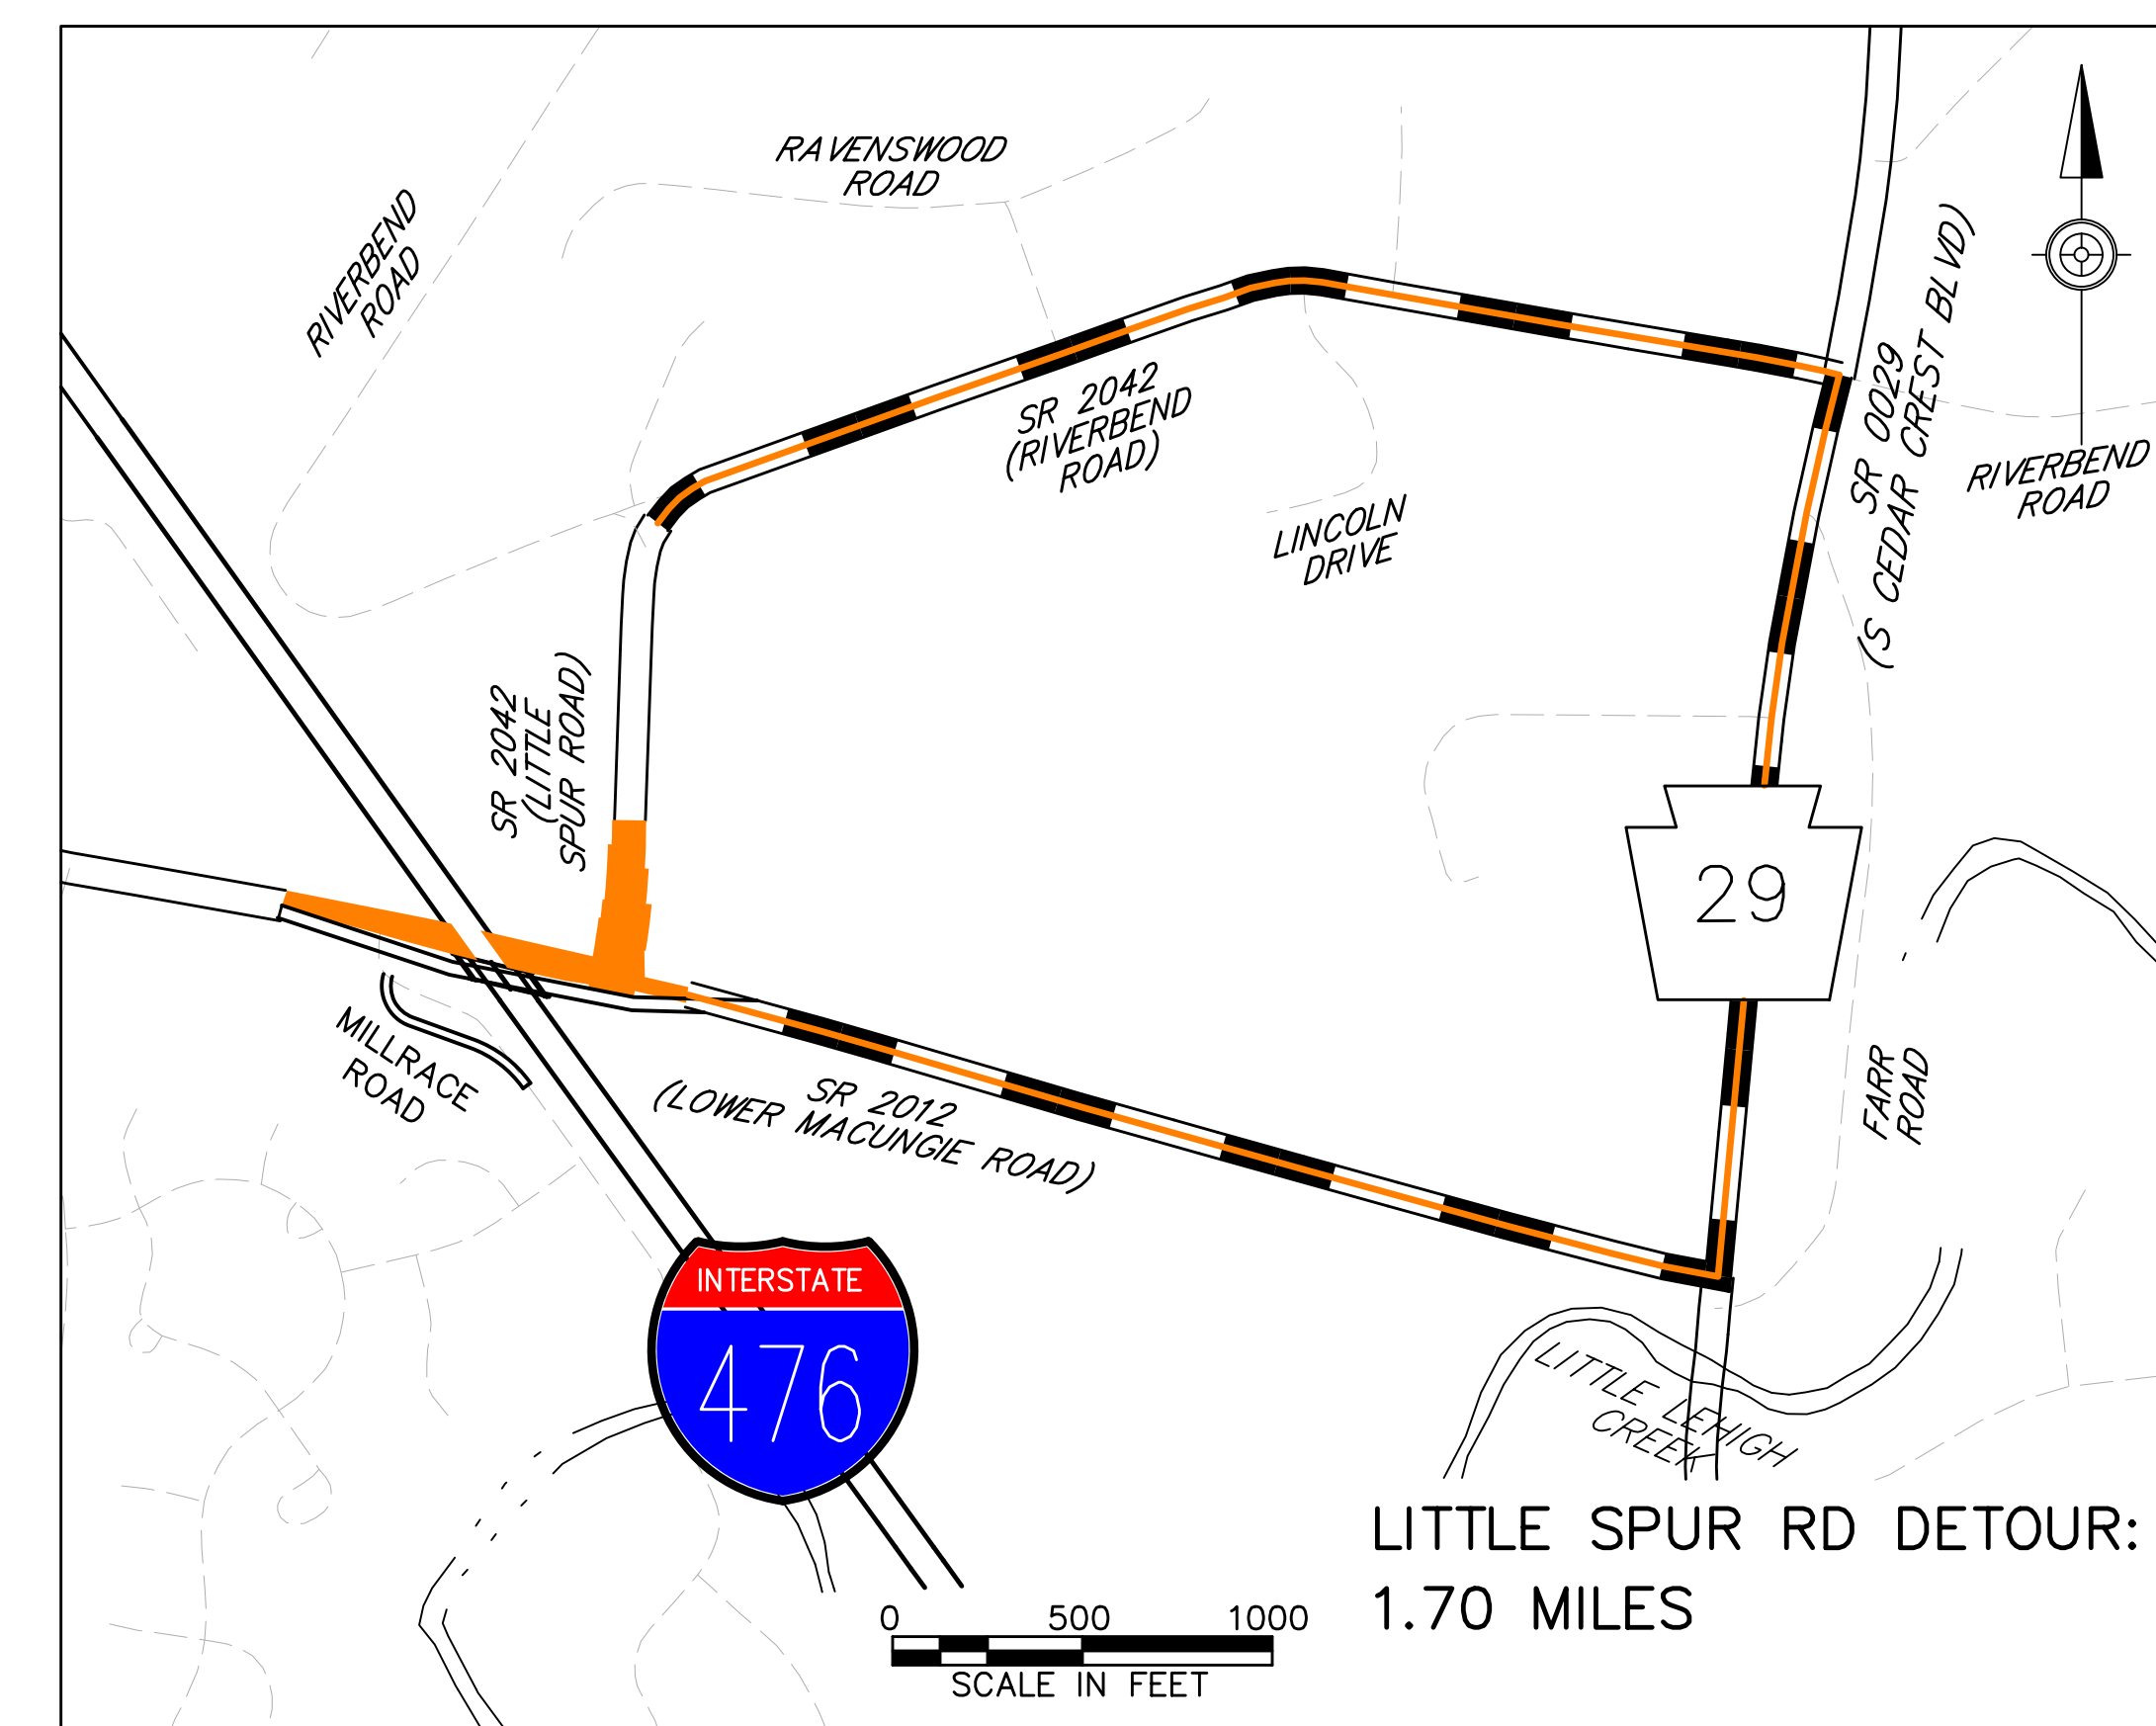 RAVENSWOOD
ROAD
RIVERBEND
ROAD
SR 2042
(RIVERBEND
ROAD)
SR 0029
(S CEDAR CREST BLVD)
RIVERBEND
ROAD
LINCOLN
DRIVE
SR 2042
(LITTLE
SPUR ROAD)
29
MILLRACE
ROAD
SR 2012
(LOWER MACUNGIE ROAD)
FARR
ROAD
INTERSTATE
476
LITTLE LEHIGH
CREEK
LITTLE SPUR RD DETOUR:
1.70 MILES
0 500 1000
SCALE IN FEET